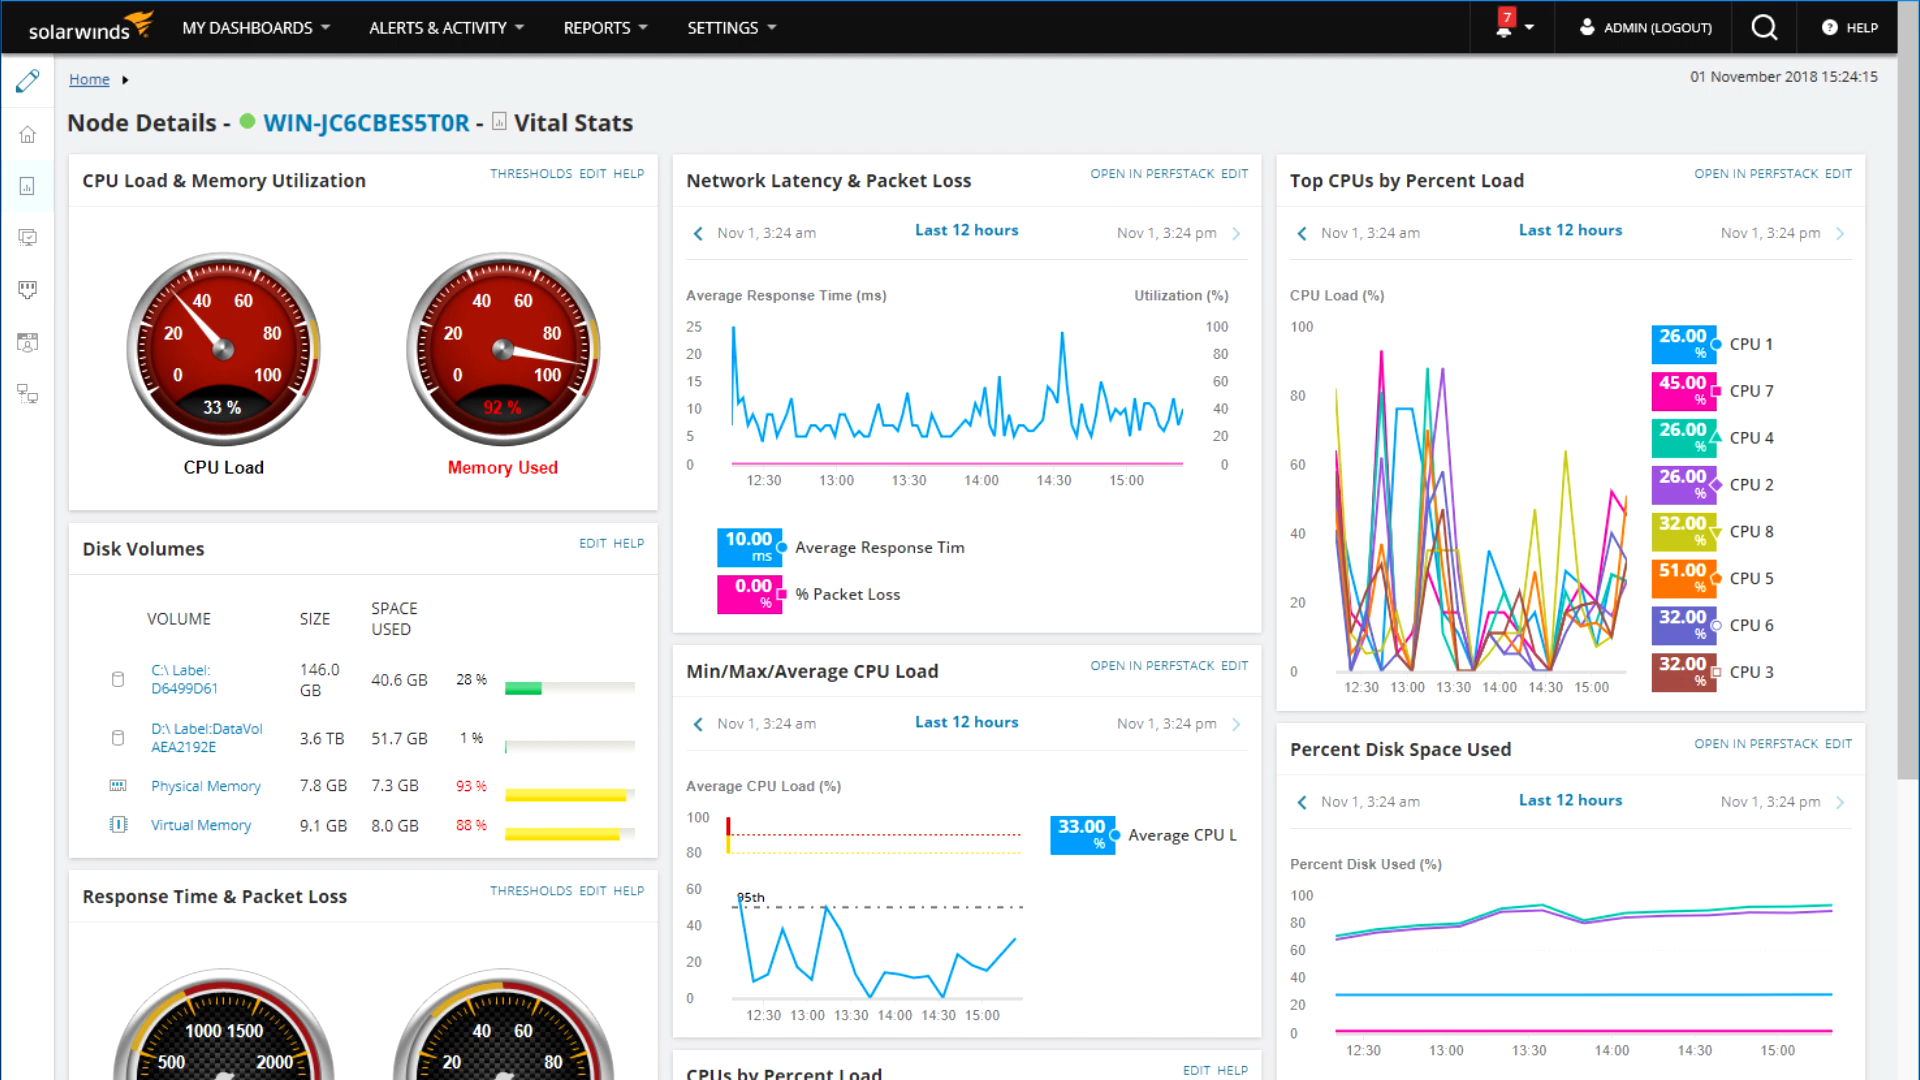 solarwinds MY DASHBOARDS ALERTS & ACTIVITY REPORTS SETTINGS 7 ADMIN (LOGOUT) ? HELP
Home
01 November 2018 15:24:15
Node Details - WIN-JC6CBES5T0R - Vital Stats
CPU Load & Memory Utilization
THRESHOLDS EDIT HELP
0 20 40 60 80 100
33 %
CPU Load
0 20 40 60 80 100
92 %
Memory Used
Disk Volumes
EDIT HELP
VOLUME SIZE SPACE
USED
C:\ Label:
D6499D61
146.0
GB
40.6 GB 28 %
D:\ Label:DataVol
AEA2192E
3.6 TB 51.7 GB 1 %
Physical Memory 7.8 GB 7.3 GB 93 %
Virtual Memory 9.1 GB 8.0 GB 88 %
Response Time & Packet Loss
THRESHOLDS EDIT HELP
500 1000 1500 2000
20 40 60 80
Network Latency & Packet Loss
OPEN IN PERFSTACK EDIT
Nov 1, 3:24 am Last 12 hours Nov 1, 3:24 pm
Average Response Time (ms) Utilization (%)
25 100
20 80
15 60
10 40
5 20
0 0
12:30 13:00 13:30 14:00 14:30 15:00
10.00
ms
Average Response Tim
0.00
%
% Packet Loss
Min/Max/Average CPU Load
OPEN IN PERFSTACK EDIT
Nov 1, 3:24 am Last 12 hours Nov 1, 3:24 pm
Average CPU Load (%)
100
80
60
40
20
0
95th
12:30 13:00 13:30 14:00 14:30 15:00
33.00
%
Average CPU L
CPUs by Percent Load
EDIT HELP
Top CPUs by Percent Load
OPEN IN PERFSTACK EDIT
Nov 1, 3:24 am Last 12 hours Nov 1, 3:24 pm
CPU Load (%)
100
80
60
40
20
0
12:30 13:00 13:30 14:00 14:30 15:00
26.00
%
CPU 1
45.00
%
CPU 7
26.00
%
CPU 4
26.00
%
CPU 2
32.00
%
CPU 8
51.00
%
CPU 5
32.00
%
CPU 6
32.00
%
CPU 3
Percent Disk Space Used
OPEN IN PERFSTACK EDIT
Nov 1, 3:24 am Last 12 hours Nov 1, 3:24 pm
Percent Disk Used (%)
100
80
60
40
20
0
12:30 13:00 13:30 14:00 14:30 15:00